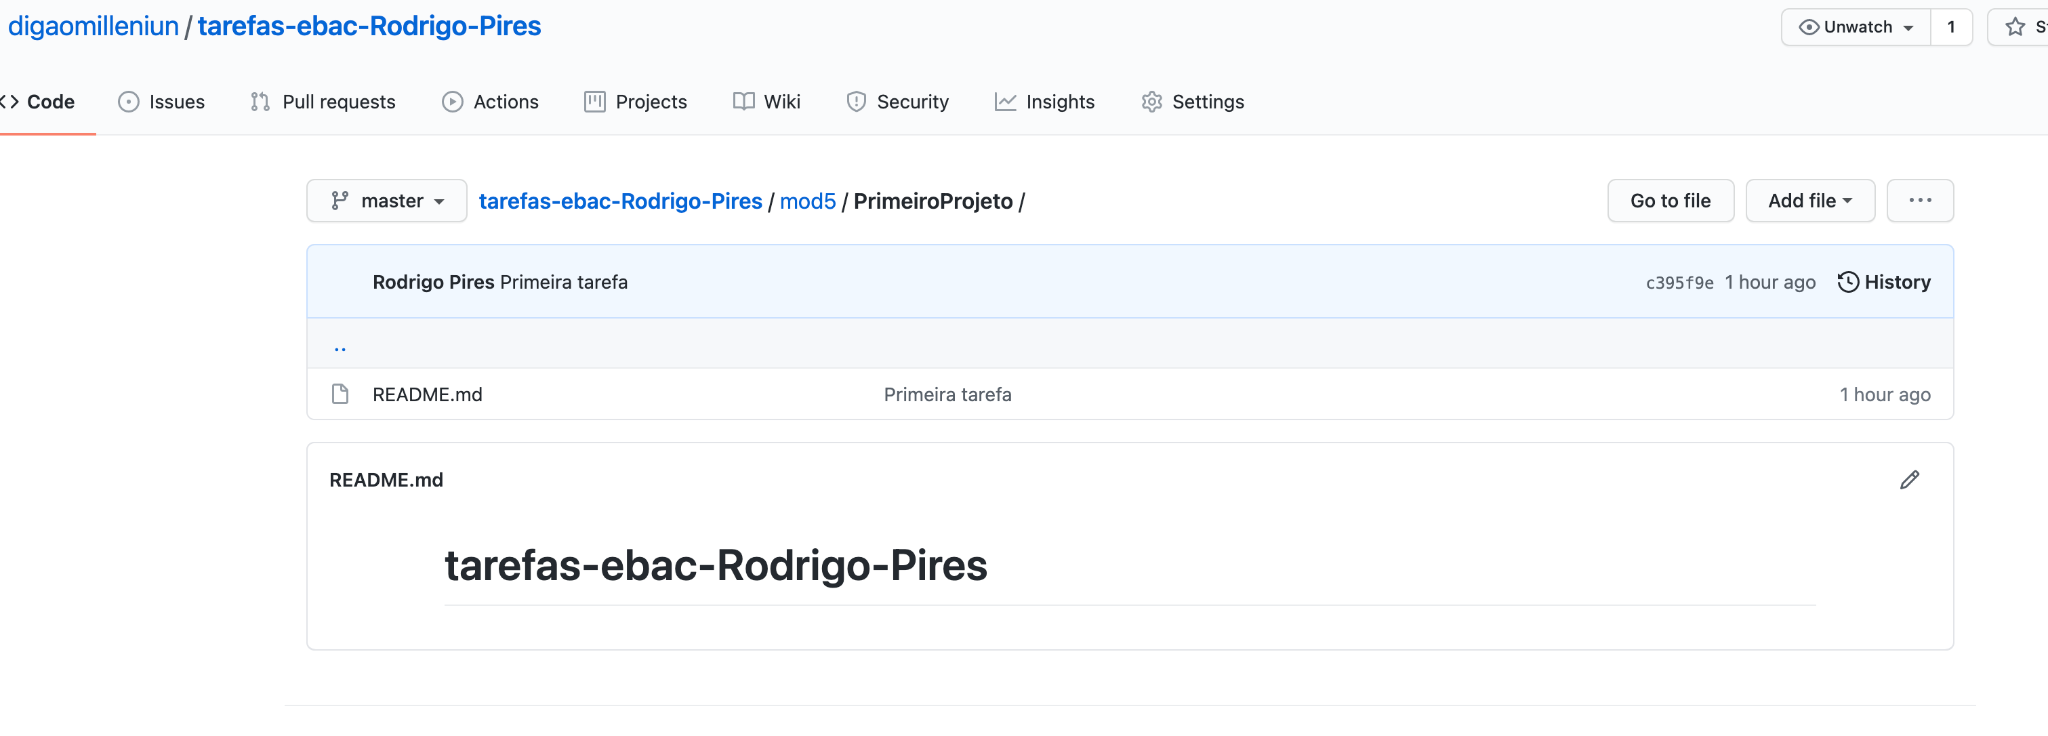 digaomilleniun / tarefas-ebac-Rodrigo-Pires
Unwatch 1
Code Issues Pull requests Actions Projects Wiki Security Insights Settings
master tarefas-ebac-Rodrigo-Pires / mod5 / PrimeiroProjeto / Go to file Add file ...
Rodrigo Pires Primeira tarefa c395f9e 1 hour ago History
..
README.md Primeira tarefa 1 hour ago
README.md
tarefas-ebac-Rodrigo-Pires